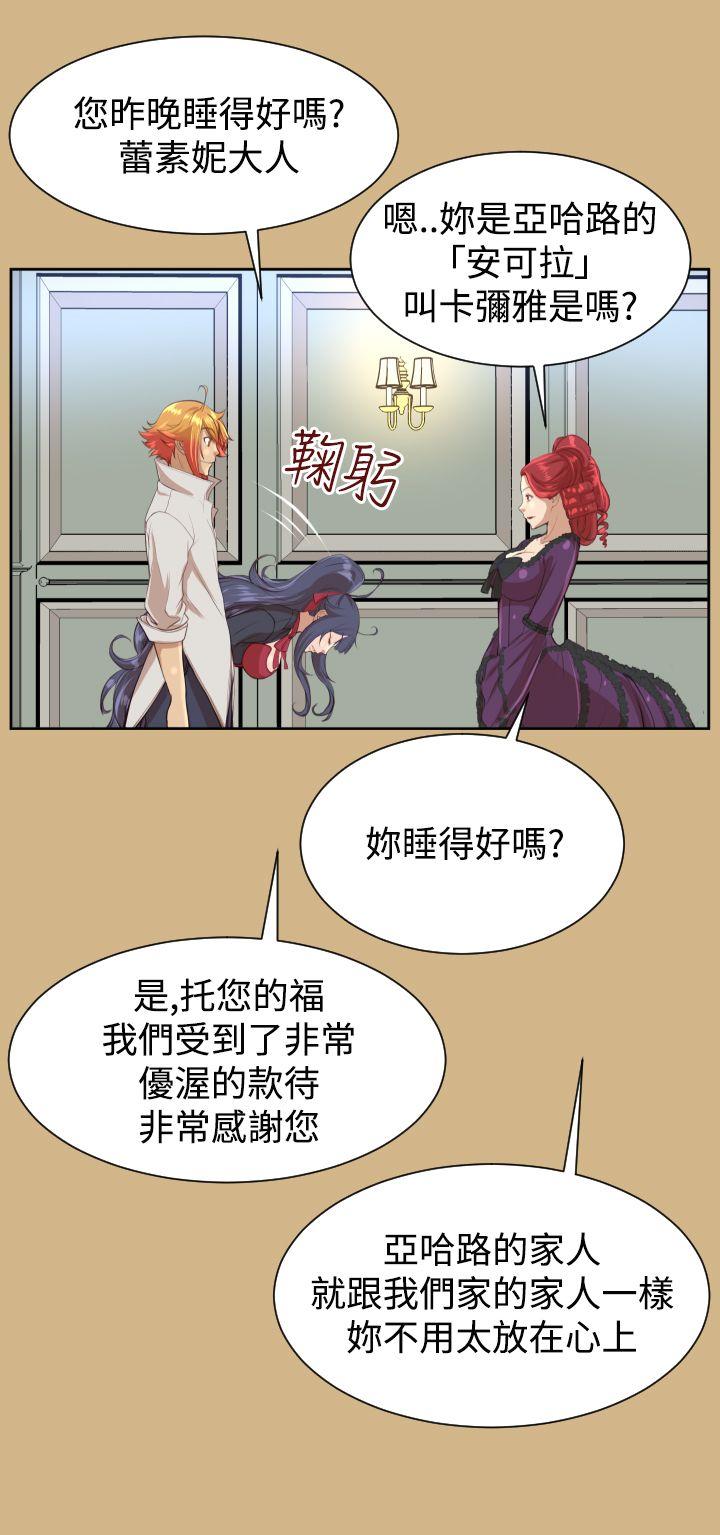 您昨晚睡得好嗎?
蕾素妮大人
嗯..妳是亞哈路的
「安可拉」
叫卡彌雅是嗎?
鞠躬
妳睡得好嗎?
是,托您的福
我們受到了非常
優渥的款待
非常感謝您
亞哈路的家人
就跟我們家的家人一樣
妳不用太放在心上